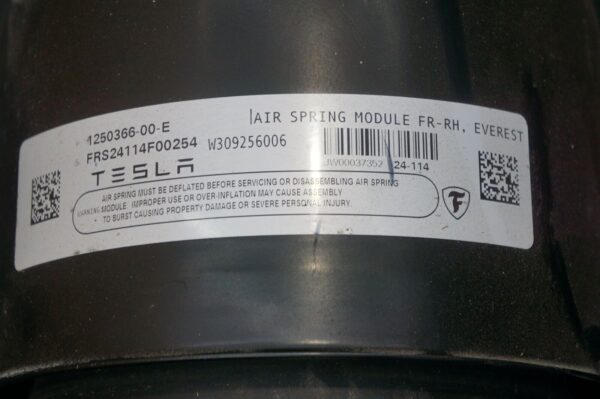 1250366-00-E
AIR SPRING MODULE FR-RH, EVEREST
FRS24114F00254 W309256006
JW00037352 24-114
TESLA
WARNING
AIR SPRING MUST BE DEFLATED BEFORE SERVICING OR DISASSEMBLING AIR SPRING
MODULE. IMPROPER USE OR OVER-INFLATION MAY CAUSE ASSEMBLY
TO BURST CAUSING PROPERTY DAMAGE OR SEVERE PERSONAL INJURY.
F